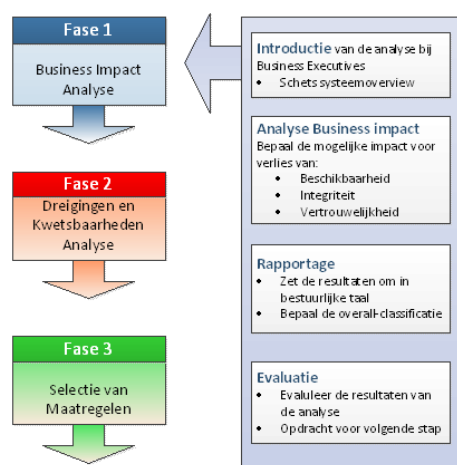 Fase 1
Business Impact
Analyse
Fase 2
Dreigingen en
Kwetsbaarheden
Analyse
Fase 3
Selectie van
Maatregelen
Introductie van de analyse bij
Business Executives
• Schets systeemoverview
Analyse Business impact
Bepaal de mogelijke impact voor
verlies van:
• Beschikbaarheid
• Integriteit
• Vertrouwelijkheid
Rapportage
• Zet de resultaten om in
bestuurlijke taal
• Bepaal de overall-classificatie
Evaluatie
• Evaluleer de resultaten van
de analyse
• Opdracht voor volgende stap